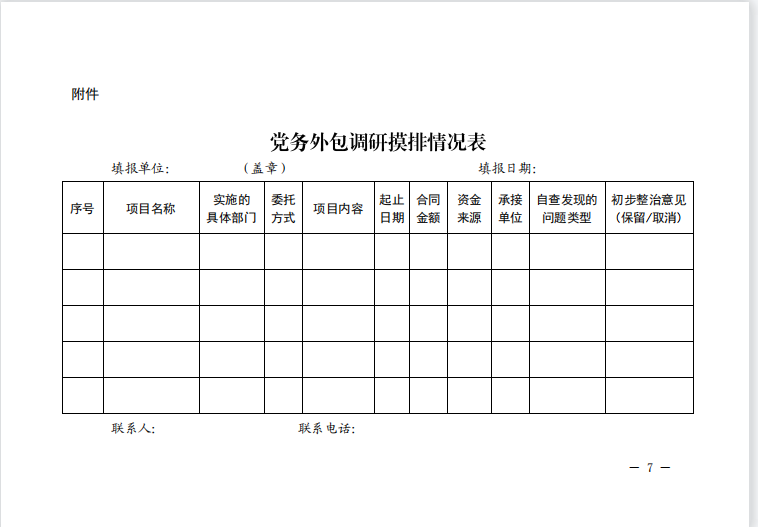 附件
党务外包调研摸排情况表
填报单位： （盖章） 填报日期：
序号 项目名称 实施的具体部门 委托方式 项目内容 起止日期 合同金额 资金来源 承接单位 自查发现的问题类型 初步整治意见（保留/取消）
联系人： 联系电话：
— 7 —